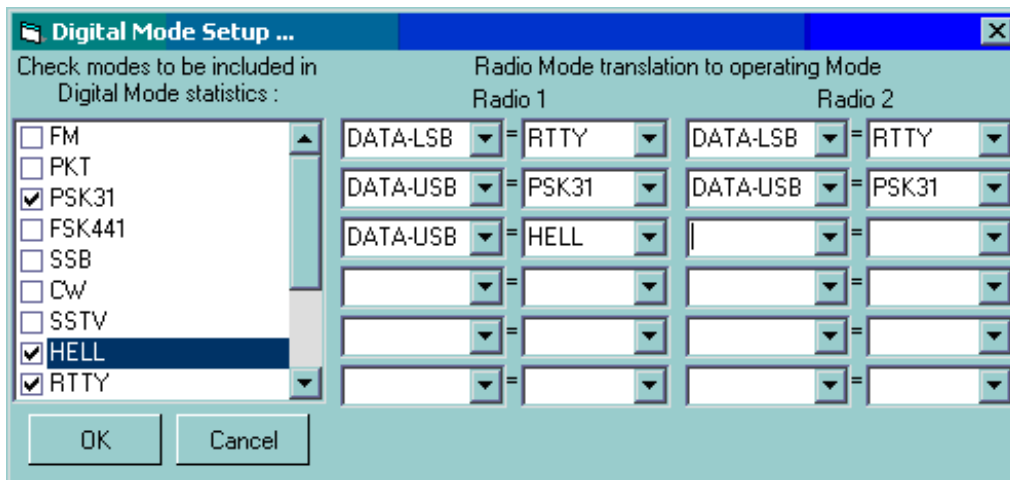 Digital Mode Setup ...
Check modes to be included in
Digital Mode statistics :
Radio Mode translation to operating Mode
Radio 1
Radio 2
FM
PKT
PSK31
FSK441
SSB
CW
SSTV
HELL
RTTY
DATA-LSB = RTTY DATA-LSB = RTTY
DATA-USB = PSK31 DATA-USB = PSK31
DATA-USB = HELL =
= =
= =
= =
OK Cancel